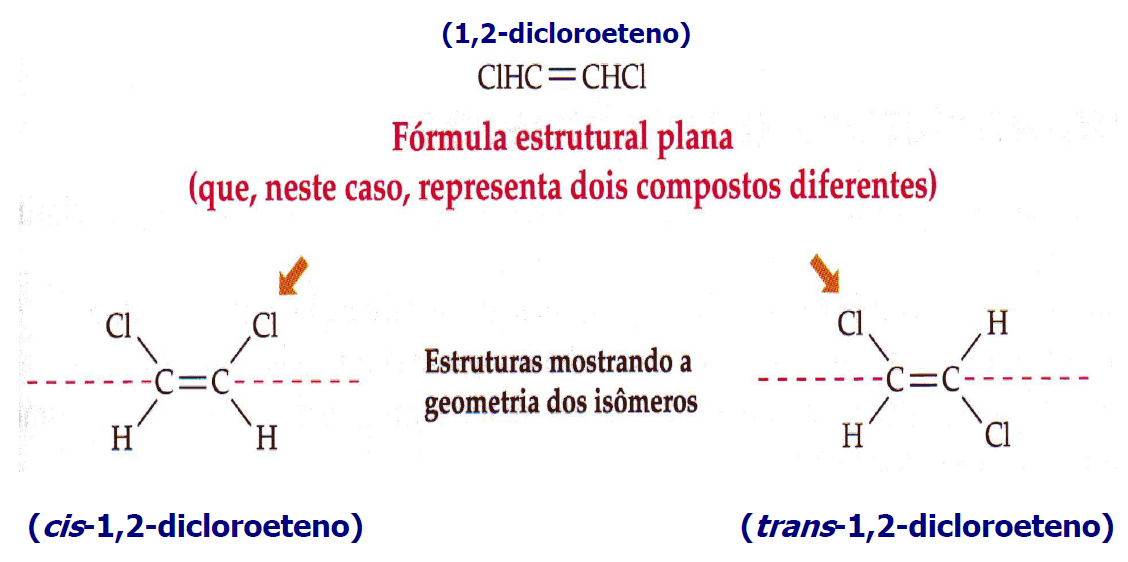 (1,2-dicloroeteno)
ClHC=CHCl
Fórmula estrutural plana
(que, neste caso, representa dois compostos diferentes)
Cl Cl
C=C
H H
Estruturas mostrando a
geometria dos isômeros
Cl H
C=C
H Cl
(cis-1,2-dicloroeteno)
(trans-1,2-dicloroeteno)